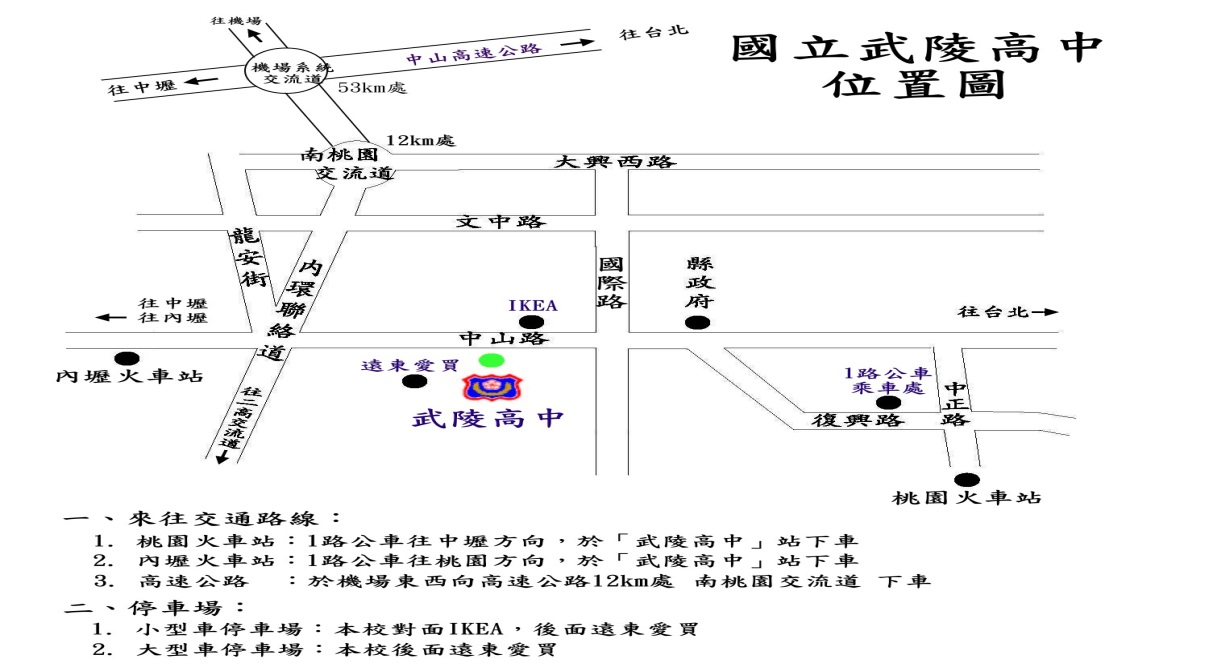 國立武陵高中
位置圖
往機場
往台北
中山高速公路
機場系統
交流道
往中壢
53km處
12km處
南桃園
交流道
大興西路
文中路
龍安街
內環聯絡道
國際路
縣政府
往中壢
往內壢
IKEA
往台北
中山路
內壢火車站
遠東愛買
武陵高中
往二高交流道
1路公車
乘車處
中正路
復興路
桃園火車站
一、來往交通路線：
1. 桃園火車站：1路公車往中壢方向，於「武陵高中」站下車
2. 內壢火車站：1路公車往桃園方向，於「武陵高中」站下車
3. 高速公路　：於機場東西向高速公路12km處 南桃園交流道 下車
二、停車場：
1. 小型車停車場：本校對面IKEA，後面遠東愛買
2. 大型車停車場：本校後面遠東愛買